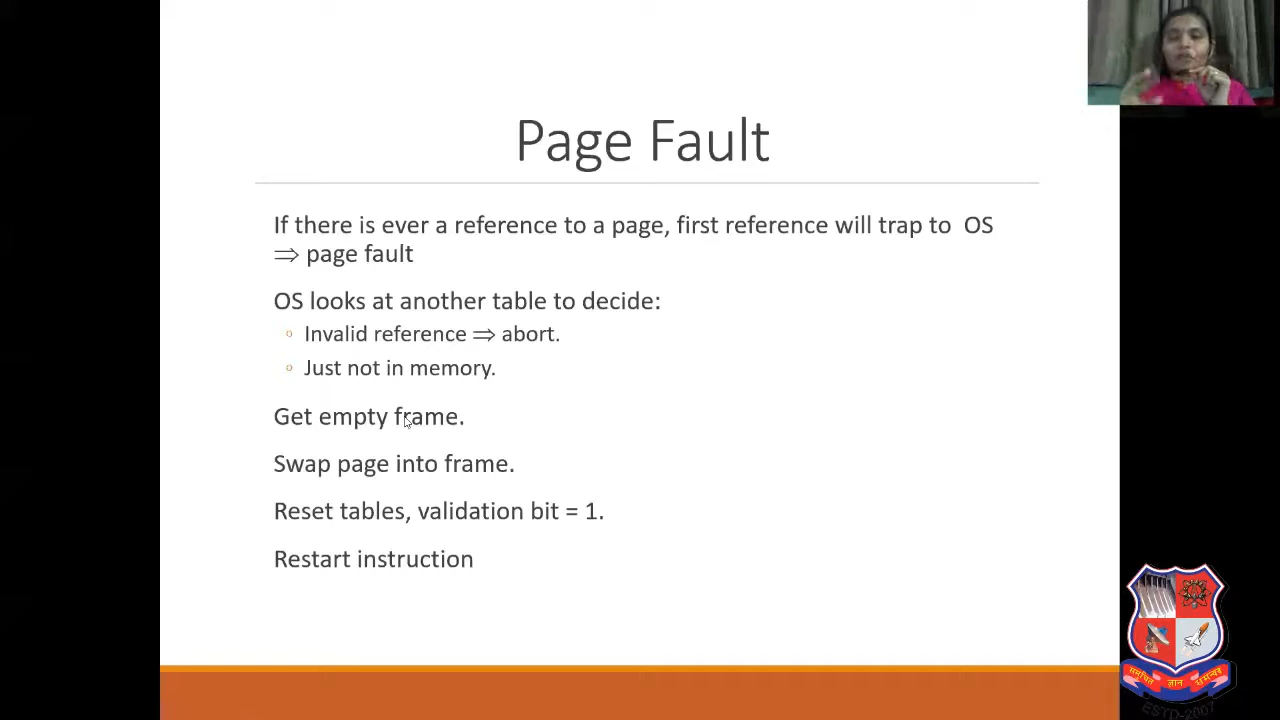 Page Fault
If there is ever a reference to a page, first reference will trap to OS
⇒ page fault
OS looks at another table to decide:
◦ Invalid reference ⇒ abort.
◦ Just not in memory.
Get empty frame.
Swap page into frame.
Reset tables, validation bit = 1.
Restart instruction
ज्ञान
ESTD-2007